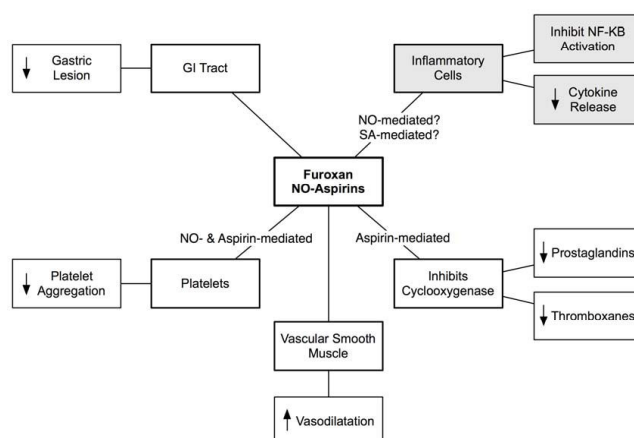 Gastric
Lesion
GI Tract
Inflammatory
Cells
Inhibit NF-KB
Activation
Cytokine
Release
NO-mediated?
SA-mediated?
Furoxan
NO-Aspirins
NO- & Aspirin-mediated
Aspirin-mediated
Platelet
Aggregation
Platelets
Inhibits
Cyclooxygenase
Prostaglandins
Thromboxanes
Vascular Smooth
Muscle
Vasodilatation